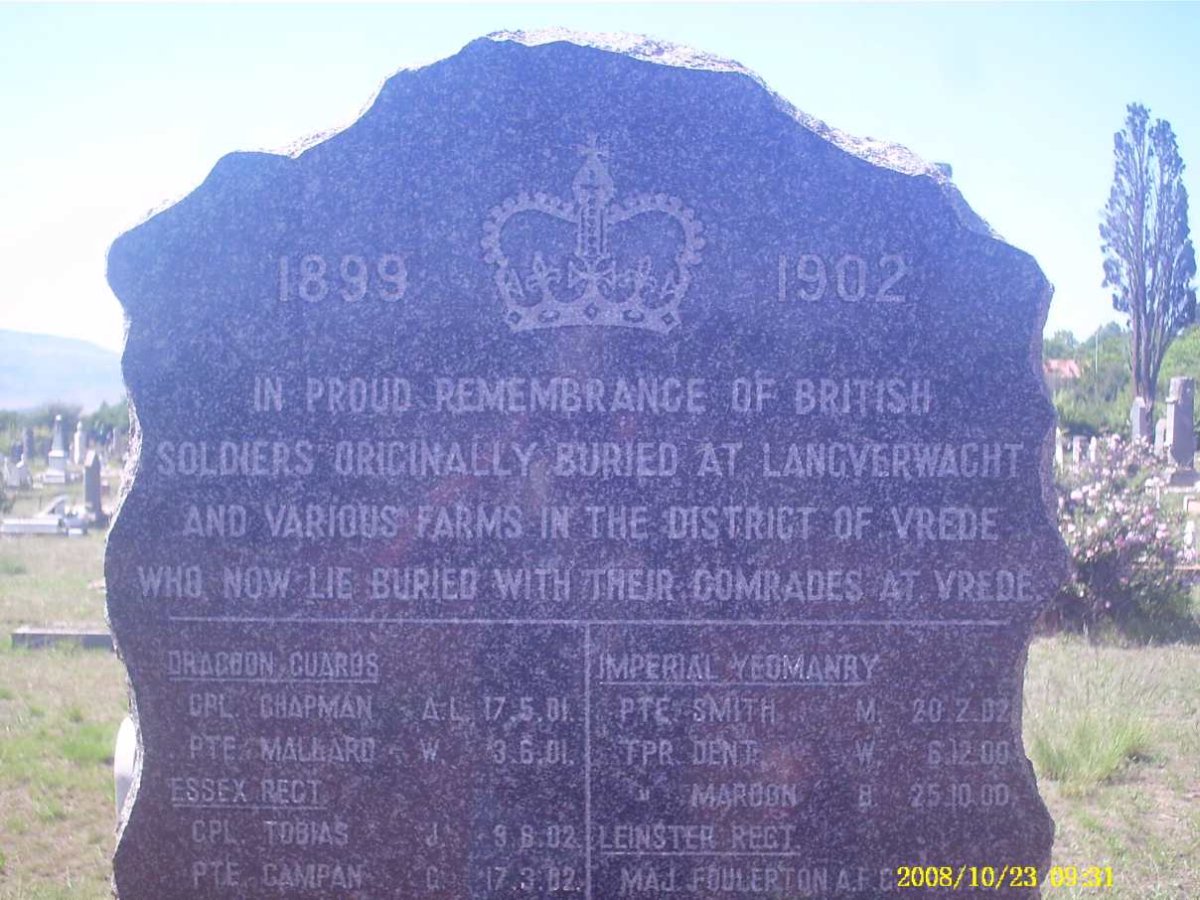 1899 1902
IN PROUD REMEMBRANCE OF BRITISH
SOLDIERS ORIGINALLY BURIED AT LANGVERWACHT
AND VARIOUS FARMS IN THE DISTRICT OF VREDE
WHO NOW LIE BURIED WITH THEIR COMRADES AT VREDE.
DRAGOON GUARDS
CPL. CHAPMAN A.L. 17.5.01.
PTE. MALLARD W. 3.6.01.
ESSEX REGT.
CPL. TOBIAS J. 9.6.02.
PTE. CAMPAN G. 17.3.02.
IMPERIAL YEOMANRY
PTE. SMITH M. 20.2.02.
TPR. DENT W. 6.12.00.
" MARDON B. 25.10.00.
LEINSTER REGT.
MAJ. FOULERTON A.F.
2008/10/23 09:31